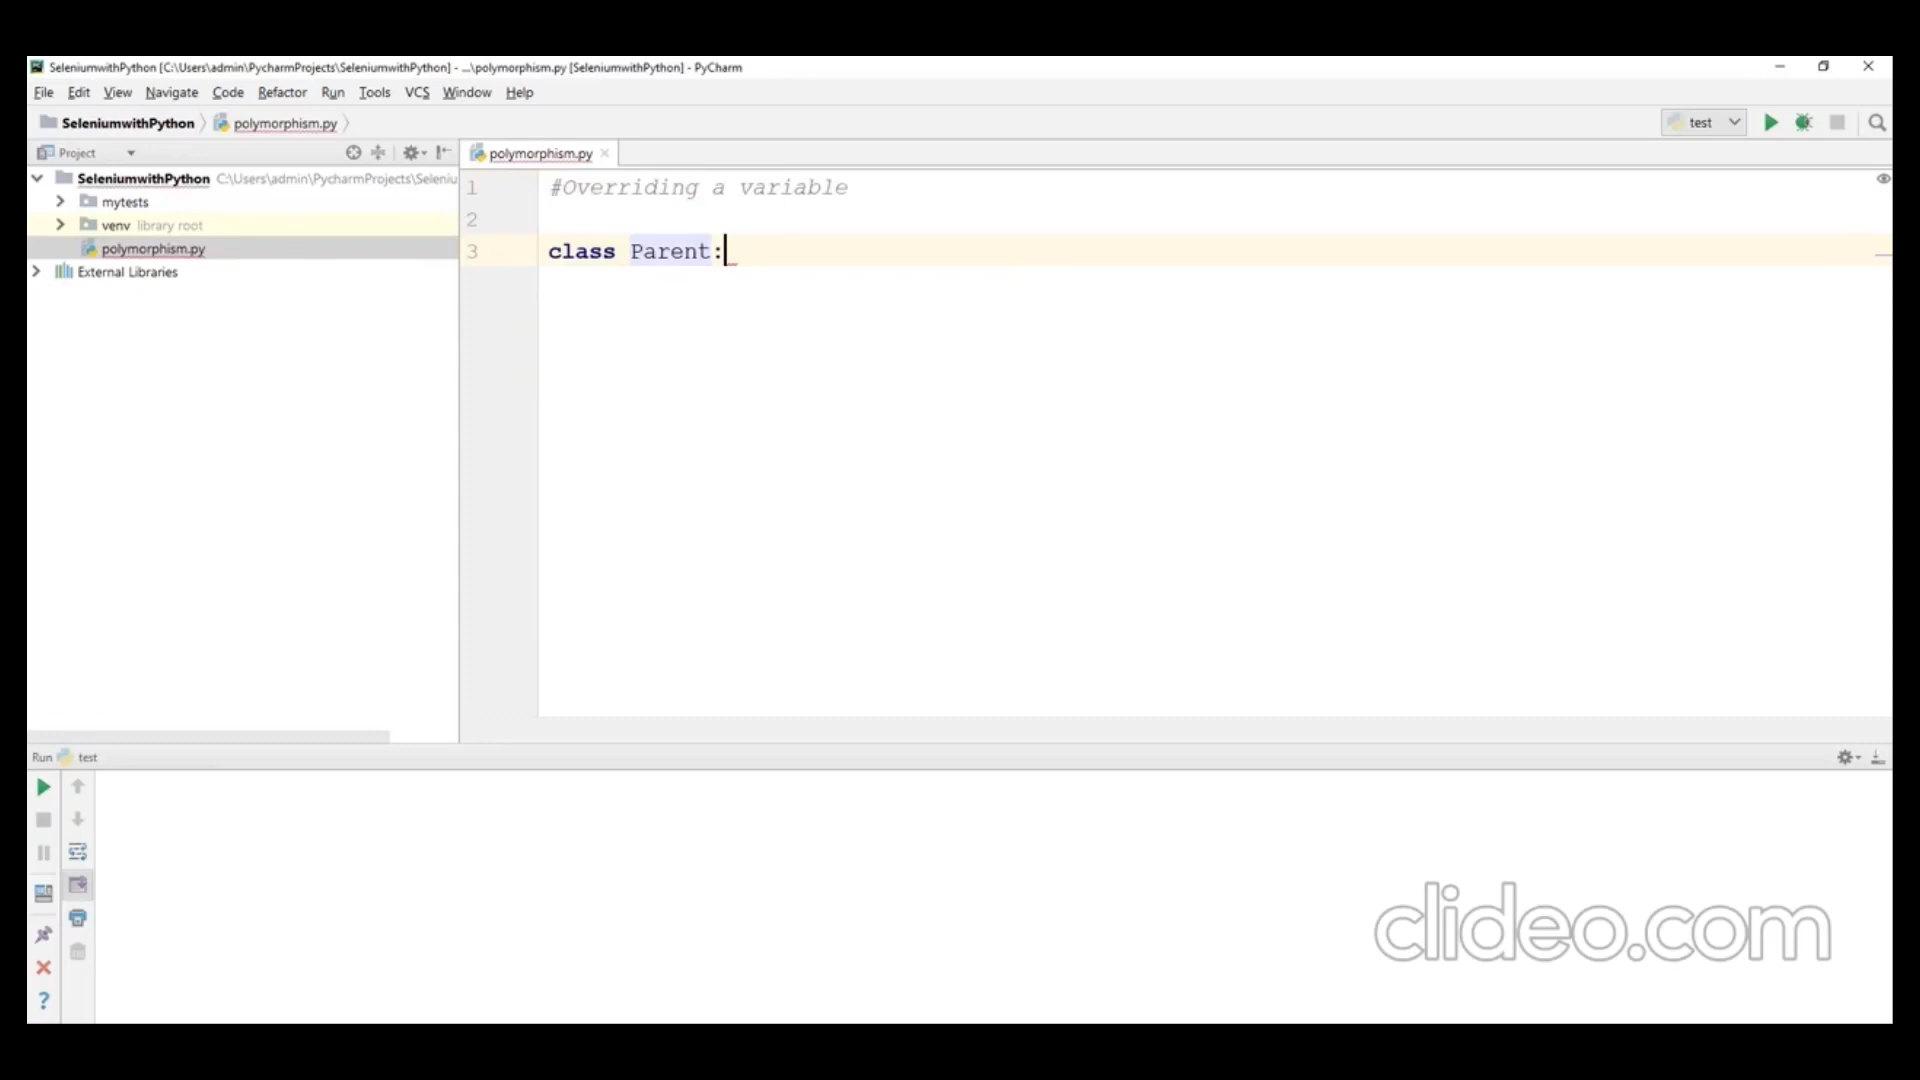 SeleniumwithPython [C:\Users\admin\PycharmProjects\SeleniumwithPython] - ...\polymorphism.py [SeleniumwithPython] - PyCharm
File Edit View Navigate Code Refactor Run Tools VCS Window Help
SeleniumwithPython polymorphism.py test
Project polymorphism.py
SeleniumwithPython C:\Users\admin\PycharmProjects\Seleniu
mytests
venv library root
polymorphism.py
External Libraries
1 #Overriding a variable
2
3 class Parent:
Run test
clideo.com